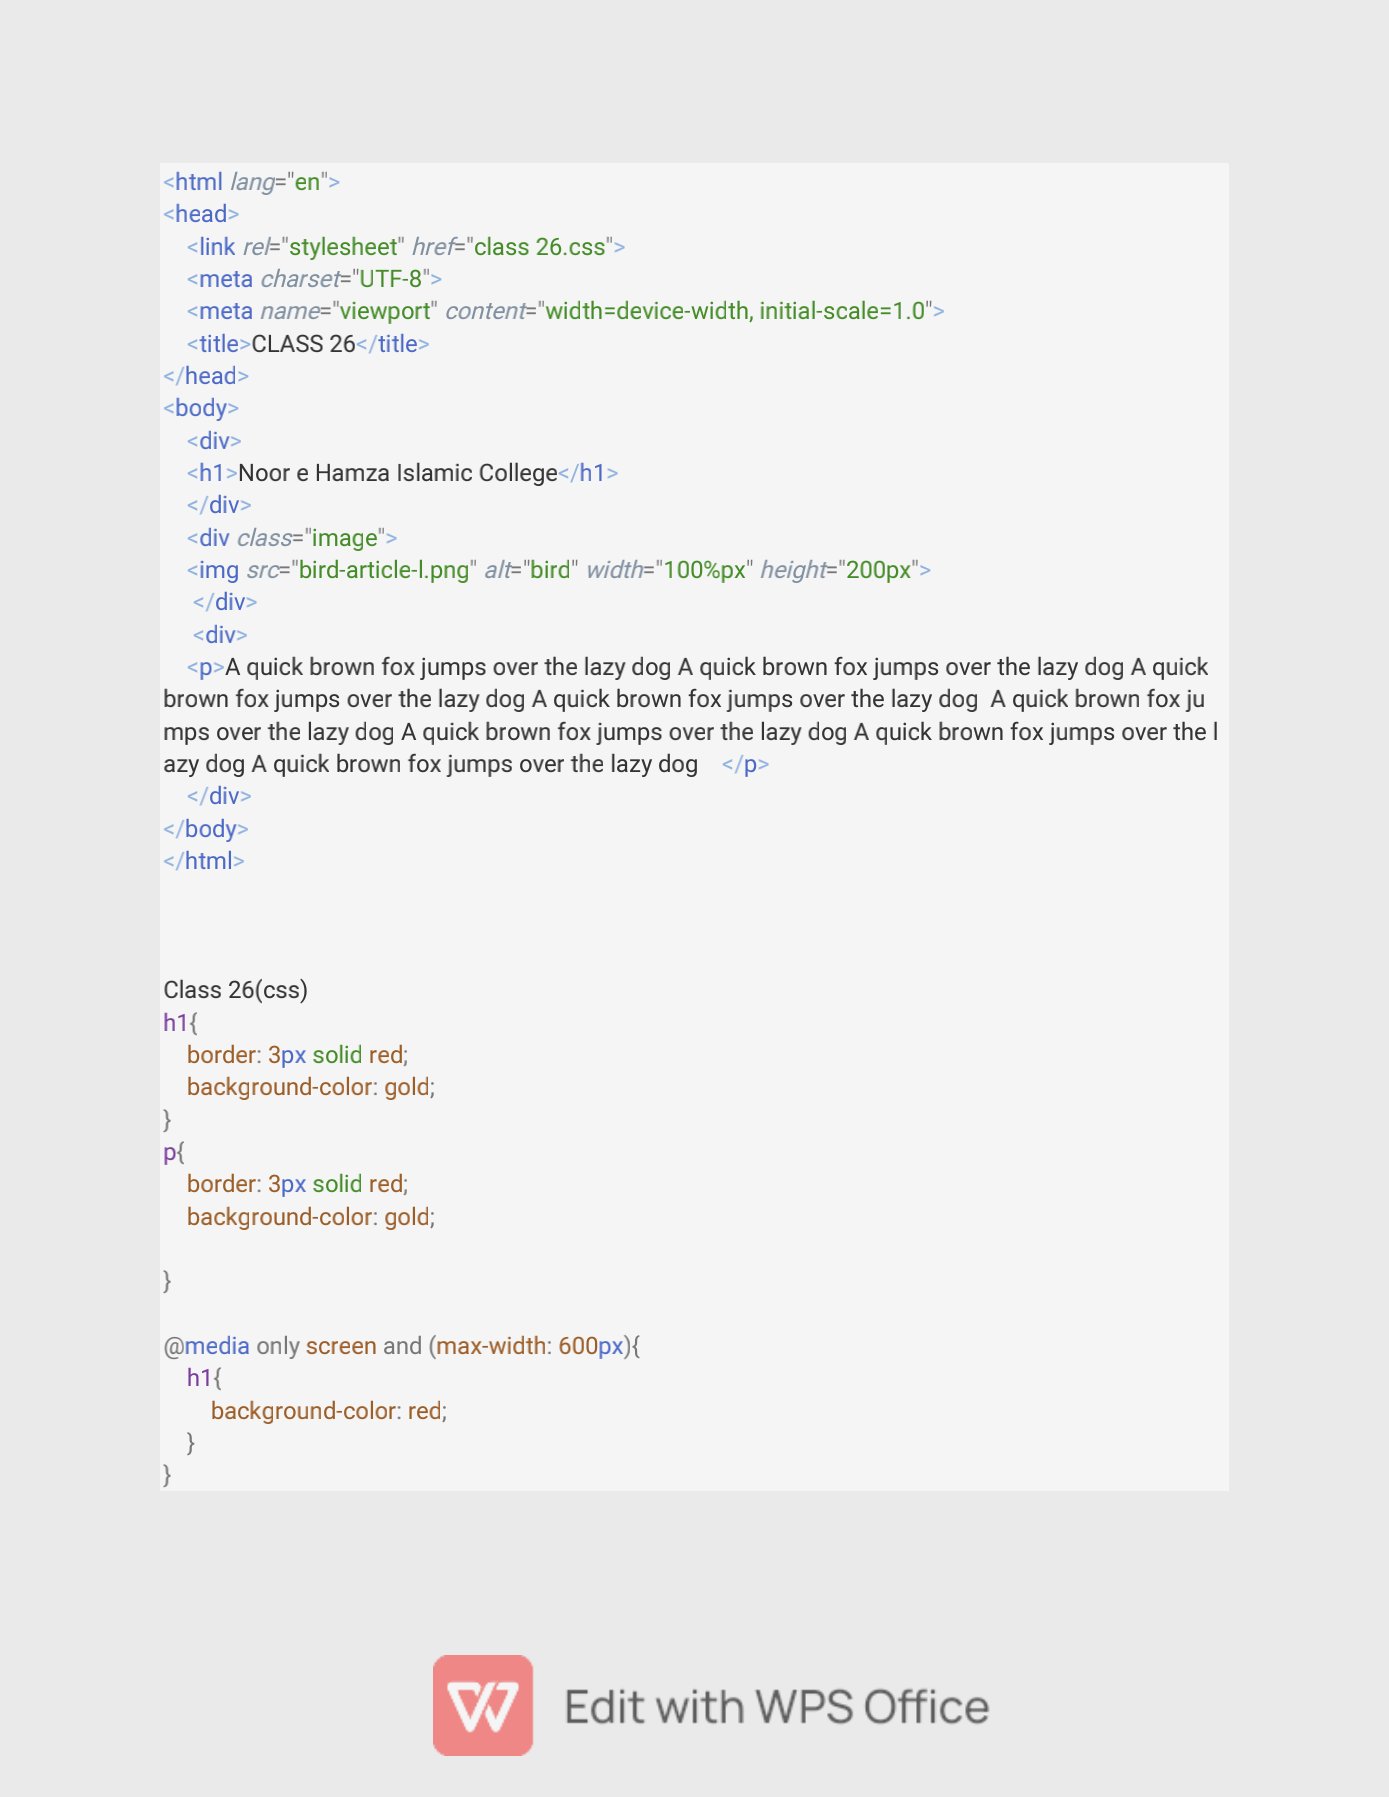 <html lang="en">
<head>
    <link rel="stylesheet" href="class 26.css">
    <meta charset="UTF-8">
    <meta name="viewport" content="width=device-width, initial-scale=1.0">
    <title>CLASS 26</title>
</head>
<body>
    <div>
    <h1>Noor e Hamza Islamic College</h1>
    </div>
    <div class="image">
    <img src="bird-article-l.png" alt="bird" width="100%px" height="200px">
     </div>
     <div>
    <p>A quick brown fox jumps over the lazy dog A quick brown fox jumps over the lazy dog A quick
brown fox jumps over the lazy dog A quick brown fox jumps over the lazy dog  A quick brown fox ju
mps over the lazy dog A quick brown fox jumps over the lazy dog A quick brown fox jumps over the l
azy dog A quick brown fox jumps over the lazy dog    </p>
    </div>
</body>
</html>
Class 26(css)
h1{
    border: 3px solid red;
    background-color: gold;
}
p{
    border: 3px solid red;
    background-color: gold;
}
@media only screen and (max-width: 600px){
    h1{
        background-color: red;
    }
}
Edit with WPS Office